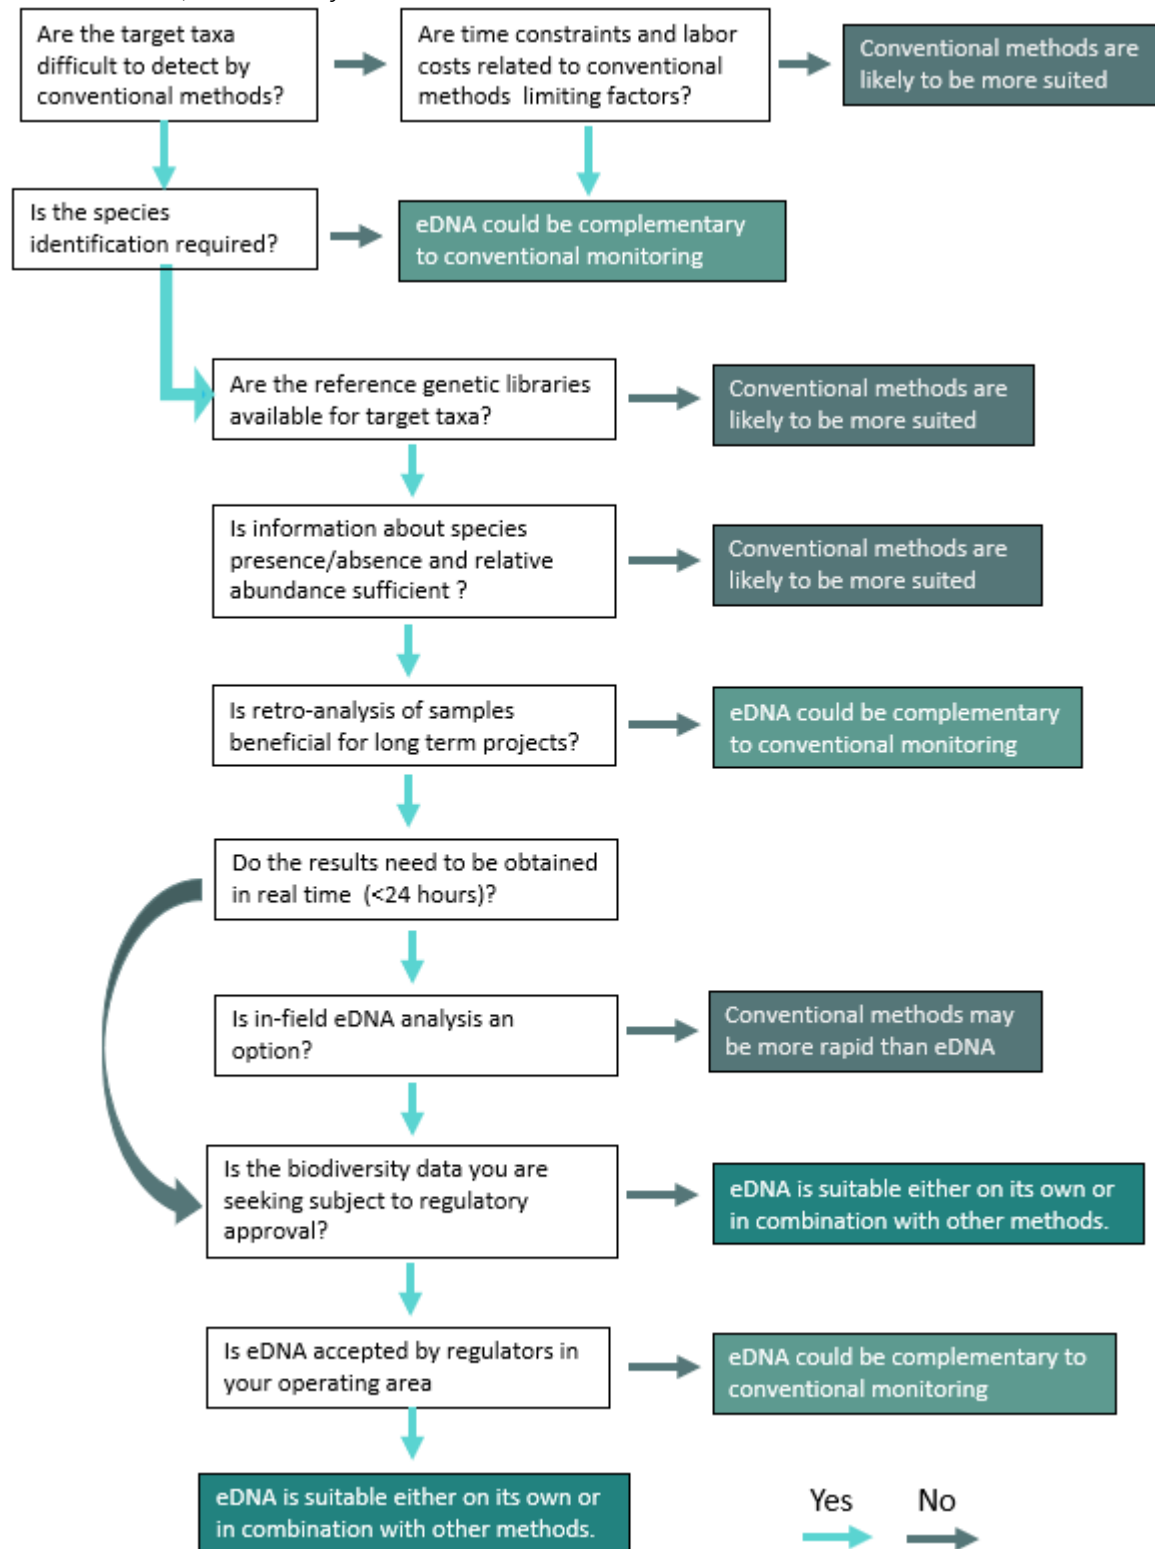 Are the target taxa
difficult to detect by
conventional methods?
Are time constraints and labor
costs related to conventional
methods limiting factors?
Conventional methods are
likely to be more suited
Is the species
identification required?
eDNA could be complementary
to conventional monitoring
Are the reference genetic libraries
available for target taxa?
Conventional methods are
likely to be more suited
Is information about species
presence/absence and relative
abundance sufficient ?
Conventional methods are
likely to be more suited
Is retro-analysis of samples
beneficial for long term projects?
eDNA could be complementary
to conventional monitoring
Do the results need to be obtained
in real time (<24 hours)?
Is in-field eDNA analysis an
option?
Conventional methods may
be more rapid than eDNA
Is the biodiversity data you are
seeking subject to regulatory
approval?
eDNA is suitable either on its own or
in combination with other methods.
Is eDNA accepted by regulators in
your operating area
eDNA could be complementary to
conventional monitoring
eDNA is suitable either on its own or
in combination with other methods.
Yes No